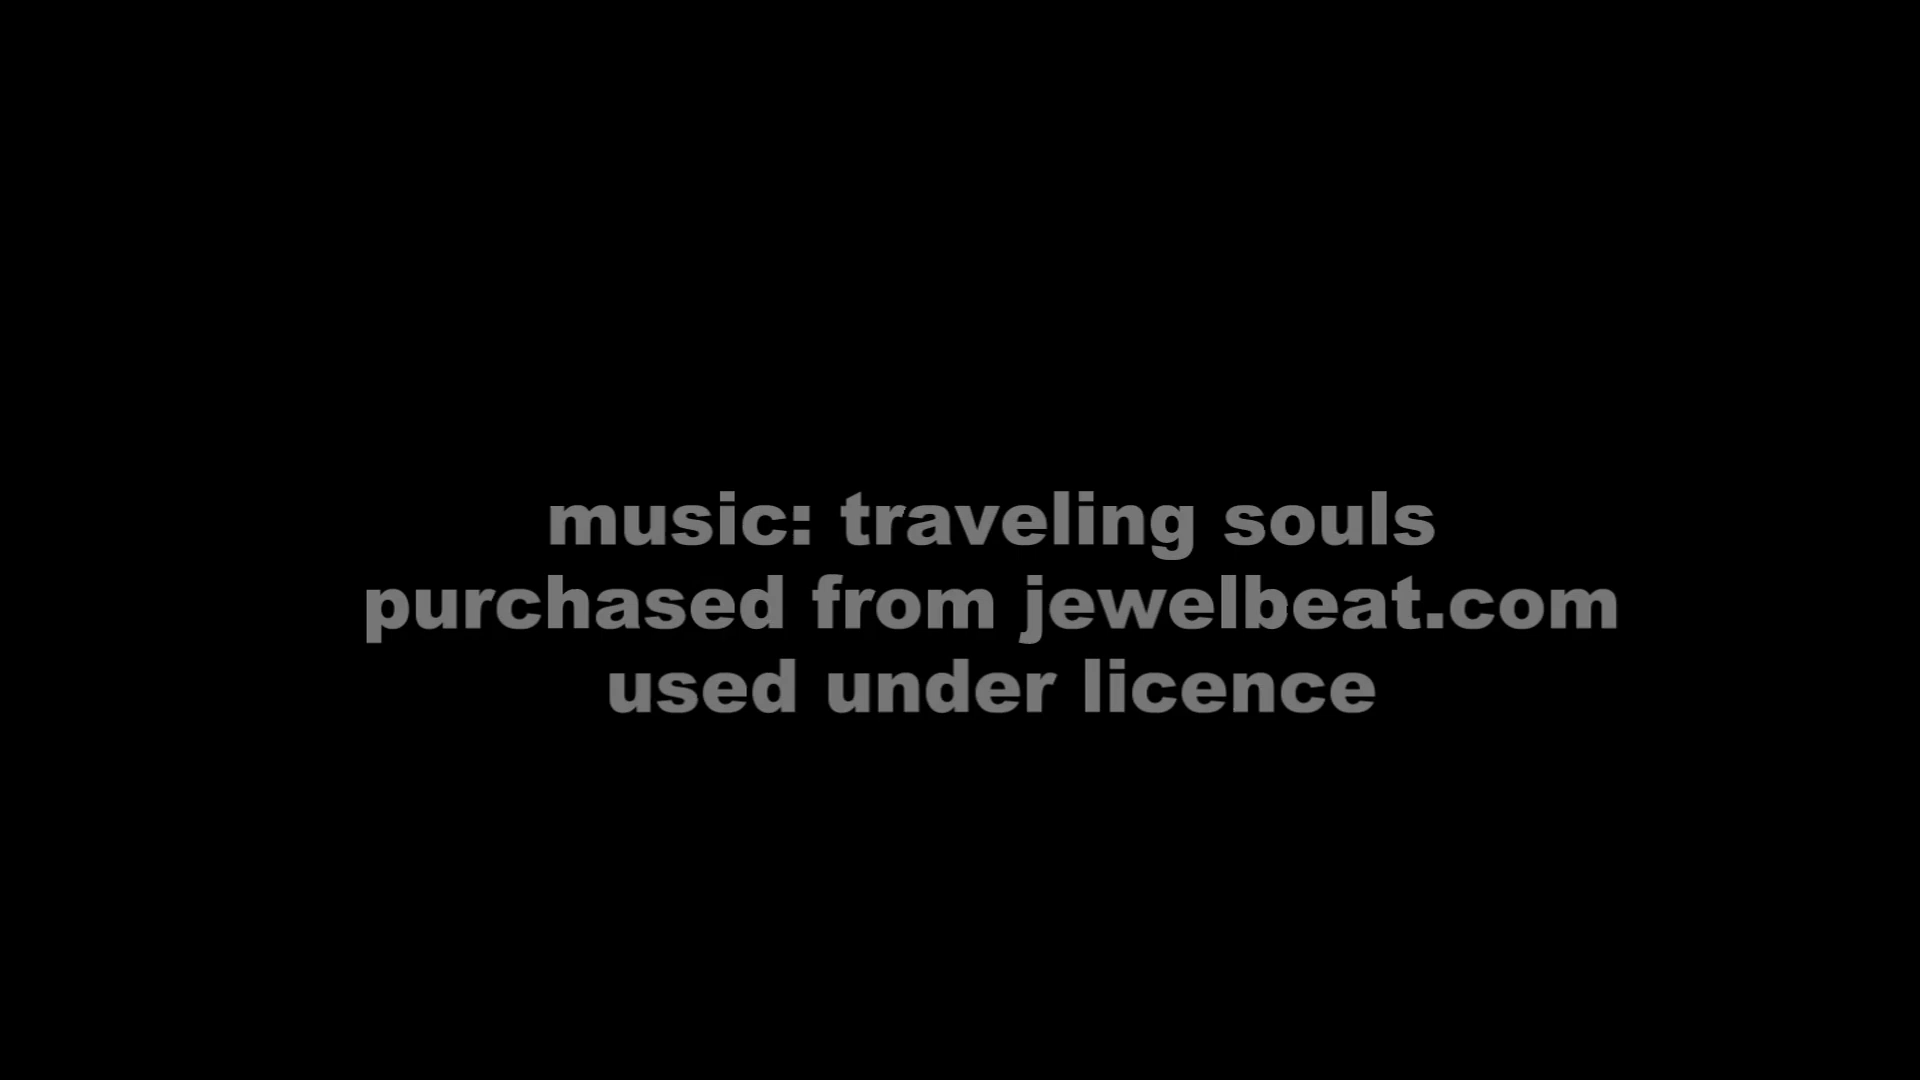 music: traveling souls
purchased from jewelbeat.com
used under licence